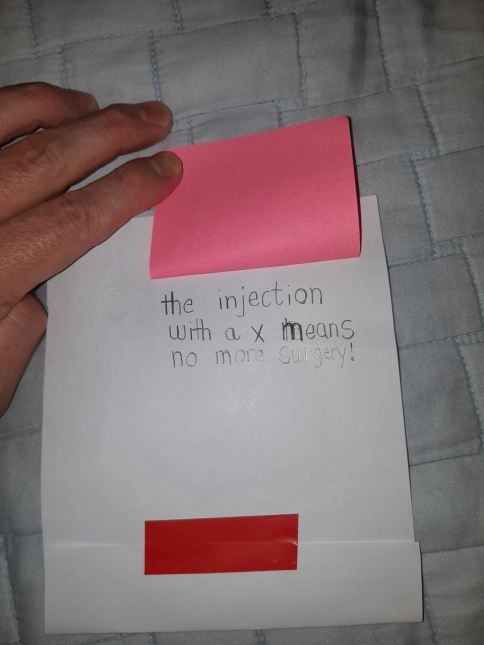 the injection
with a x means
no more surgery!